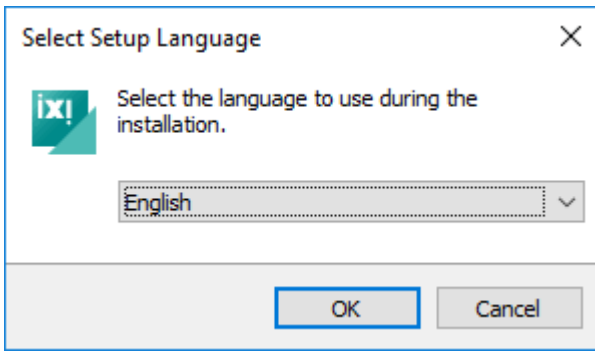 Select Setup Language
ixi
Select the language to use during the
installation.
English
OK
Cancel